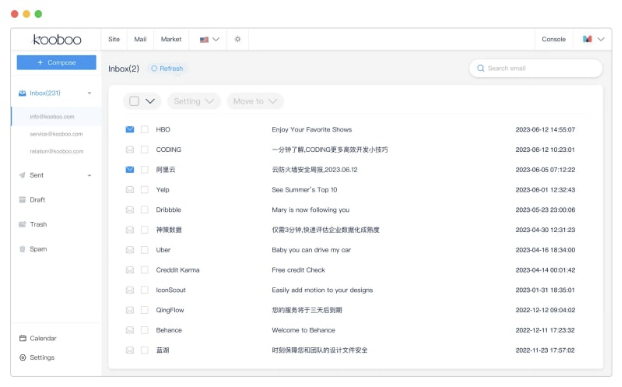 kooboo
Site Mail Market
Console
+ Compose
Inbox(2) Refresh
Search email
Inbox(231)
info@kooboo.com
service@kooboo.com
relation@kooboo.com
Sent
Draft
Trash
Spam
Calendar
Settings
Setting Move to
HBO Enjoy Your Favorite Shows 2023-06-12 14:55:07
CODING 一分钟了解,CODING更多高效开发小技巧 2023-06-12 10:23:01
阿里云 云防火墙安全周报,2023.06.12 2023-06-05 07:12:22
Yelp See Summer's Top 10 2023-06-01 12:32:43
Dribbble Mary is now following you 2023-05-23 23:00:08
神策数据 仅需3分钟,快速评估企业数据化成熟度 2023-04-30 12:31:23
Uber Baby you can drive my car 2023-04-16 18:34:00
Creddit Karma Free credit Check 2023-04-14 00:01:42
IconScout Easily add motion to your designs 2023-01-31 18:35:01
QingFlow 您的服务将于三天后到期 2022-12-12 09:04:02
Behance Welcome to Behance 2022-12-11 17:23:32
蓝湖 时刻保障您和团队的设计文件安全 2022-11-23 17:57:02